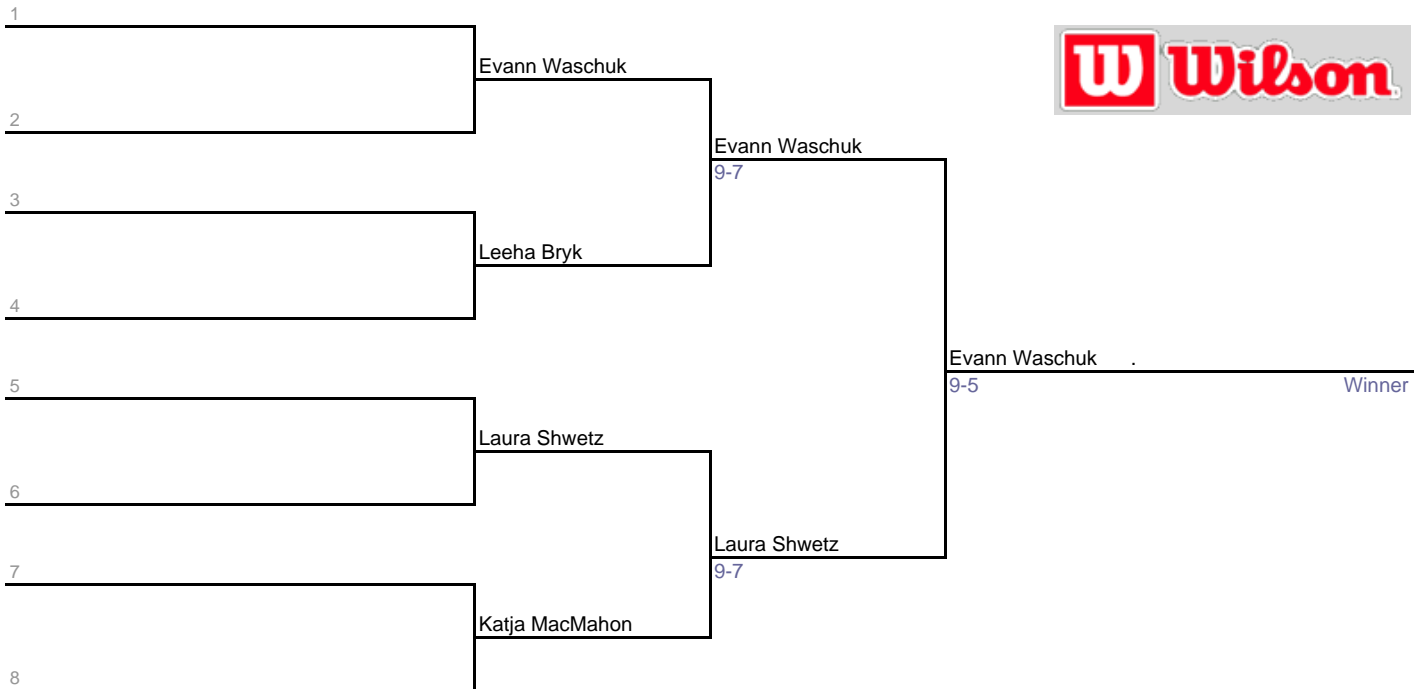 1
W Wilson
Evann Waschuk
2
Evann Waschuk
9-7
3
Leeha Bryk
4
Evann Waschuk .
9-5 Winner
5
Laura Shwetz
6
Laura Shwetz
9-7
7
Katja MacMahon
8